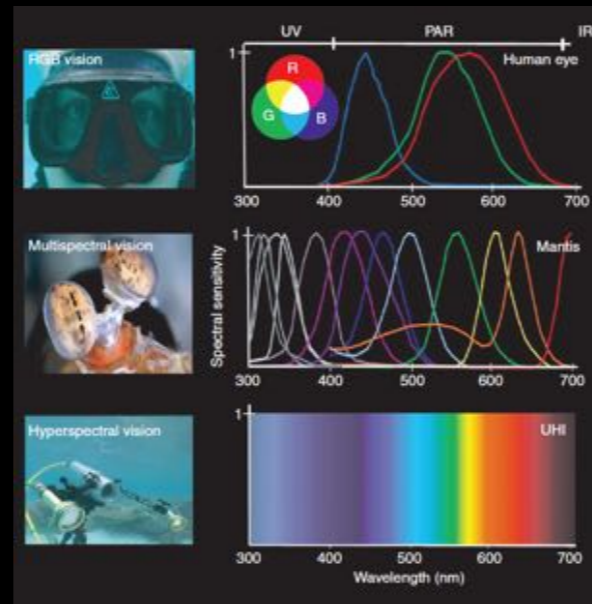 UV PAR IR
RGB vision
1
Human eye
R
G B
300 400 500 600 700
Multispectral vision
1
Mantis
Spectral sensitivity
300 400 500 600 700
Hyperspectral vision
1
UHI
300 400 500 600 700
Wavelength (nm)